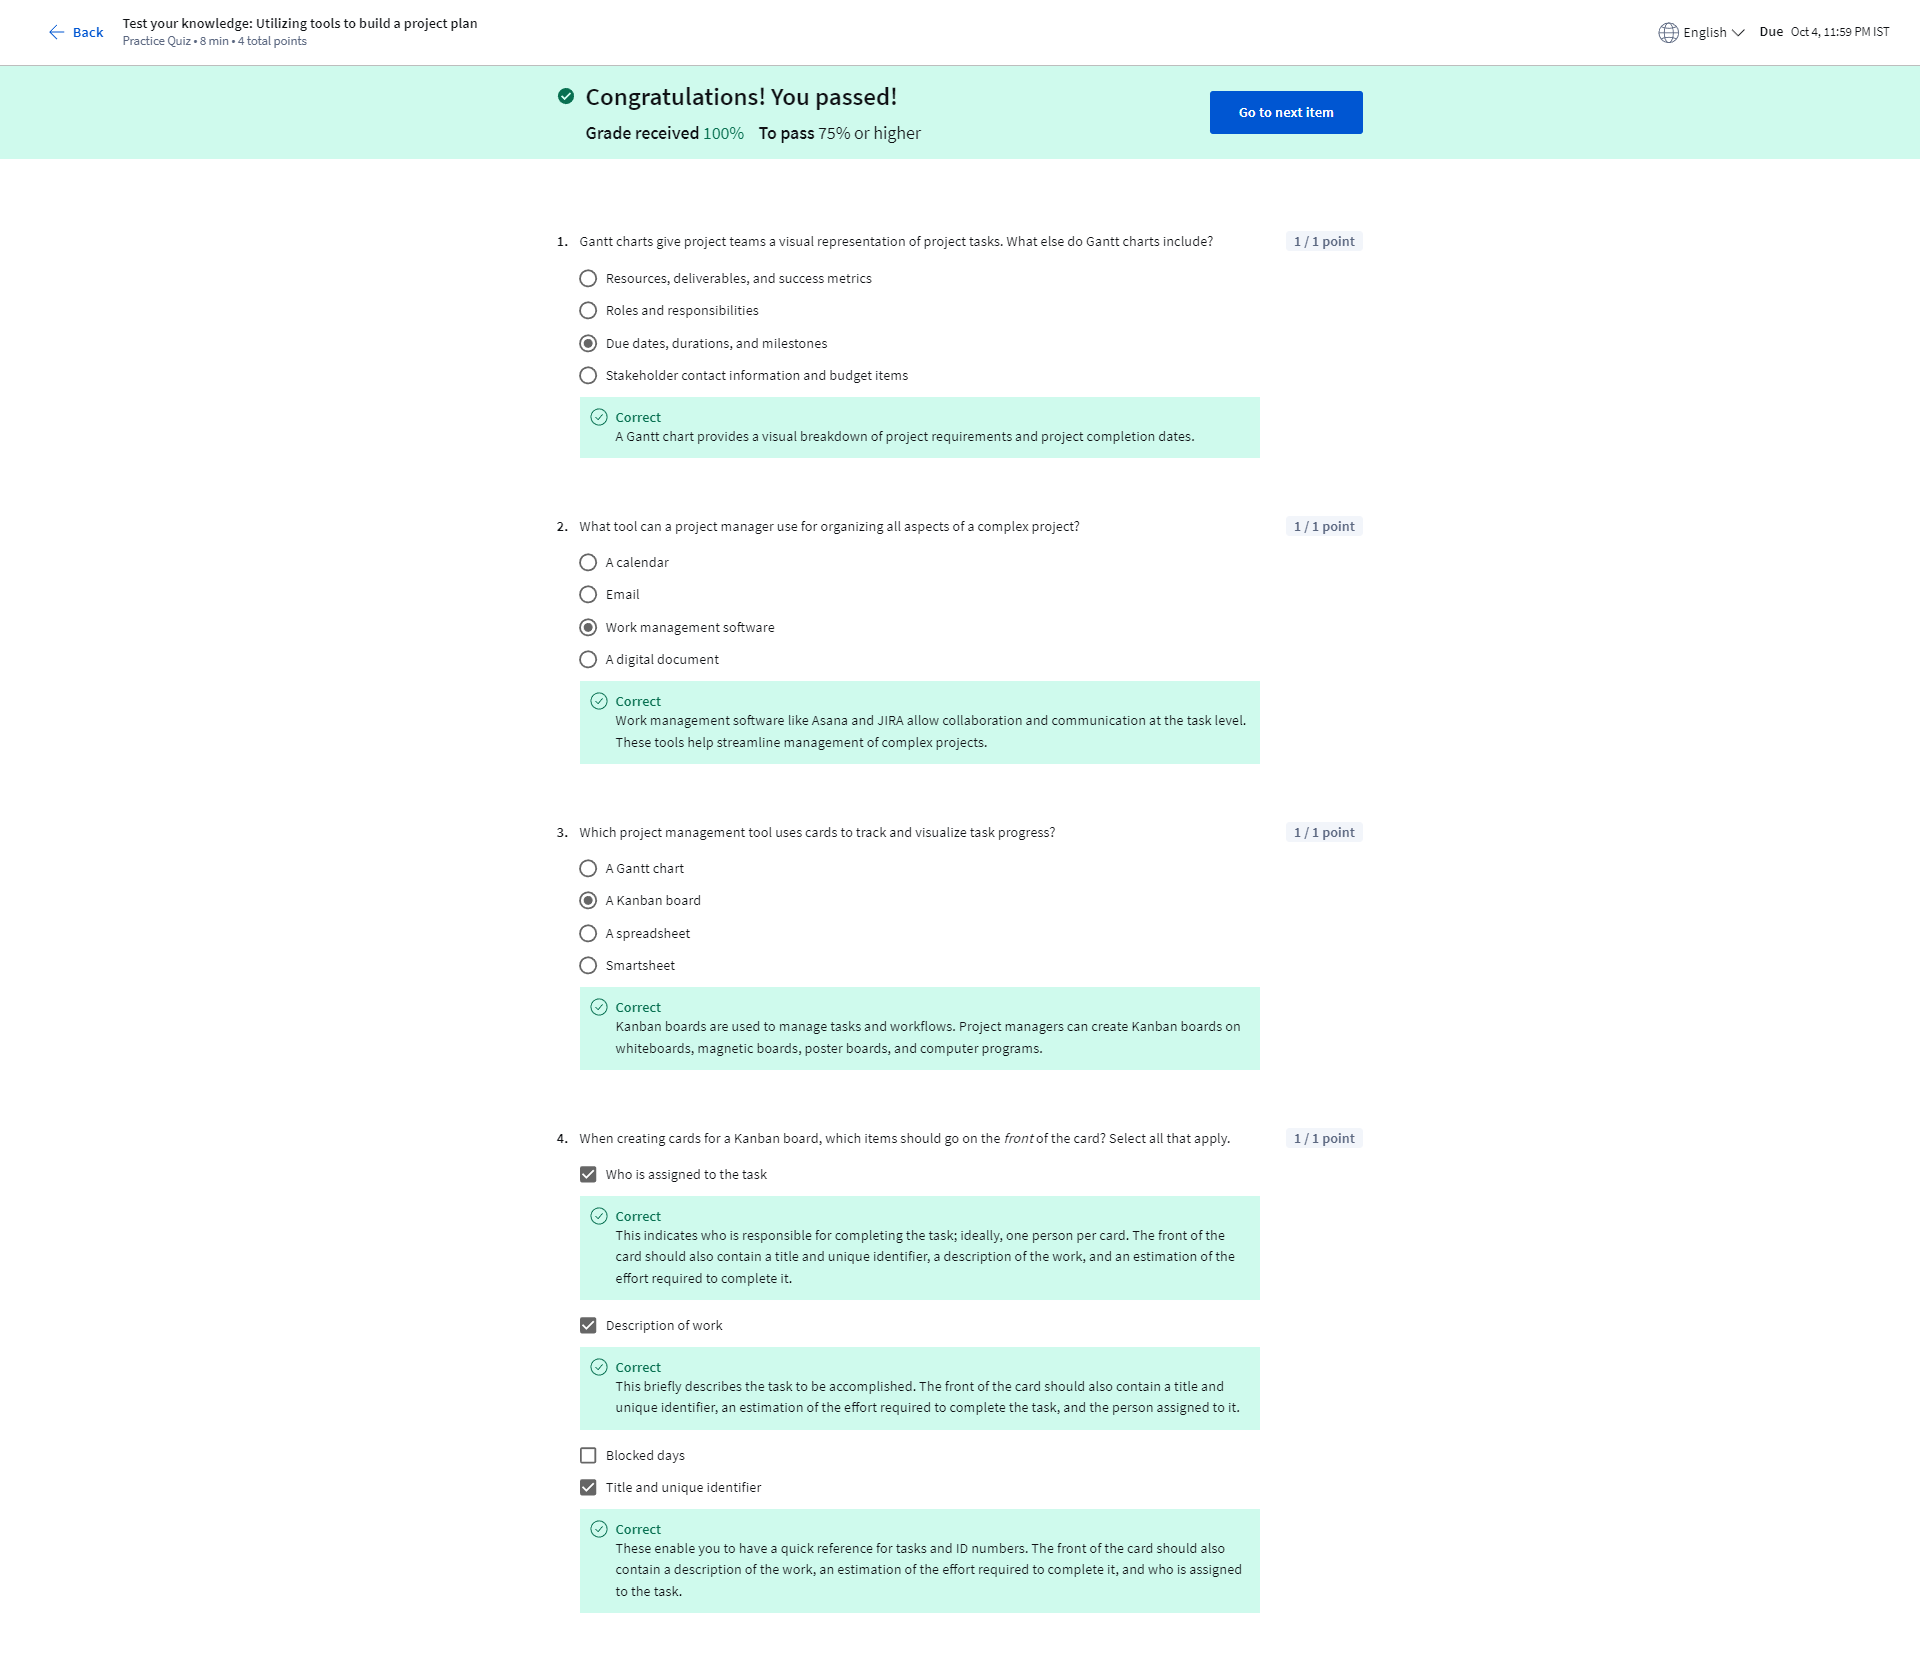 Back
Test your knowledge: Utilizing tools to build a project plan
Practice Quiz • 8 min • 4 total points
English
Due Oct 4, 11:59 PM IST
Congratulations! You passed!
Grade received 100% To pass 75% or higher
Go to next item
1. Gantt charts give project teams a visual representation of project tasks. What else do Gantt charts include?
1 / 1 point
Resources, deliverables, and success metrics
Roles and responsibilities
Due dates, durations, and milestones
Stakeholder contact information and budget items
Correct
A Gantt chart provides a visual breakdown of project requirements and project completion dates.
2. What tool can a project manager use for organizing all aspects of a complex project?
1 / 1 point
A calendar
Email
Work management software
A digital document
Correct
Work management software like Asana and JIRA allow collaboration and communication at the task level.
These tools help streamline management of complex projects.
3. Which project management tool uses cards to track and visualize task progress?
1 / 1 point
A Gantt chart
A Kanban board
A spreadsheet
Smartsheet
Correct
Kanban boards are used to manage tasks and workflows. Project managers can create Kanban boards on
whiteboards, magnetic boards, poster boards, and computer programs.
4. When creating cards for a Kanban board, which items should go on the front of the card? Select all that apply.
1 / 1 point
Who is assigned to the task
Correct
This indicates who is responsible for completing the task; ideally, one person per card. The front of the
card should also contain a title and unique identifier, a description of the work, and an estimation of the
effort required to complete it.
Description of work
Correct
This briefly describes the task to be accomplished. The front of the card should also contain a title and
unique identifier, an estimation of the effort required to complete the task, and the person assigned to it.
Blocked days
Title and unique identifier
Correct
These enable you to have a quick reference for tasks and ID numbers. The front of the card should also
contain a description of the work, an estimation of the effort required to complete it, and who is assigned
to the task.